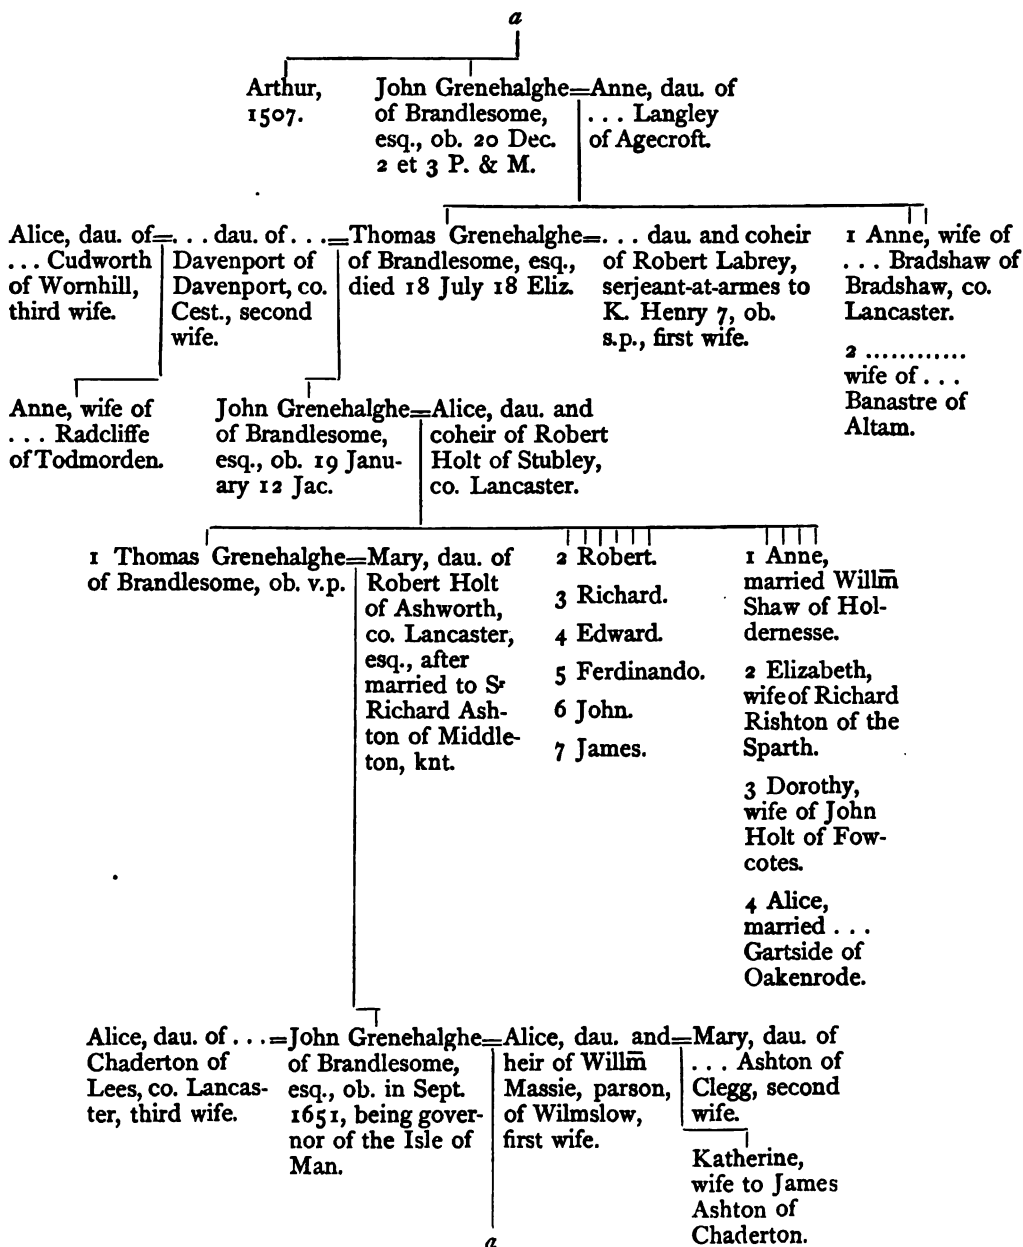 a
Arthur,
1507.
John Grenehalghe=Anne, dau. of
of Brandlesome,
esq., ob. 20 Dec.
2 et 3 P. & M.
. . . Langley
of Agecroft.
Alice, dau. of=. . . dau. of . . .=Thomas Grenehalghe=. . . dau. and coheir
. . . Cudworth
of Wornhill,
third wife.
Davenport of
Davenport, co.
Cest., second
wife.
of Brandlesome, esq.,
died 18 July 18 Eliz.
of Robert Labrey,
serjeant-at-armes to
K. Henry 7, ob.
s.p., first wife.
1 Anne, wife of
. . . Bradshaw of
Bradshaw, co.
Lancaster.
2 ............
wife of . . .
Banastre of
Altam.
Anne, wife of
. . . Radcliffe
of Todmorden.
John Grenehalghe=Alice, dau. and
of Brandlesome,
esq., ob. 19 Janu-
ary 12 Jac.
coheir of Robert
Holt of Stubley,
co. Lancaster.
1 Thomas Grenehalghe=Mary, dau. of
of Brandlesome, ob. v.p.
Robert Holt
of Ashworth,
co. Lancaster,
esq., after
married to Sr
Richard Ash-
ton of Middle-
ton, knt.
2 Robert.
3 Richard.
4 Edward.
5 Ferdinando.
6 John.
7 James.
1 Anne,
married Willm̄
Shaw of Hol-
dernesse.
2 Elizabeth,
wife of Richard
Rishton of the
Sparth.
3 Dorothy,
wife of John
Holt of Fow-
cotes.
4 Alice,
married . . .
Gartside of
Oakenrode.
Alice, dau. of . . .=John Grenehalghe=Alice, dau. and=Mary, dau. of
Chaderton of
Lees, co. Lancas-
ter, third wife.
of Brandlesome,
esq., ob. in Sept.
1651, being gover-
nor of the Isle of
Man.
heir of Willm̄
Massie, parson,
of Wilmslow,
first wife.
. . . Ashton of
Clegg, second
wife.
Katherine,
wife to James
Ashton of
Chaderton.
a